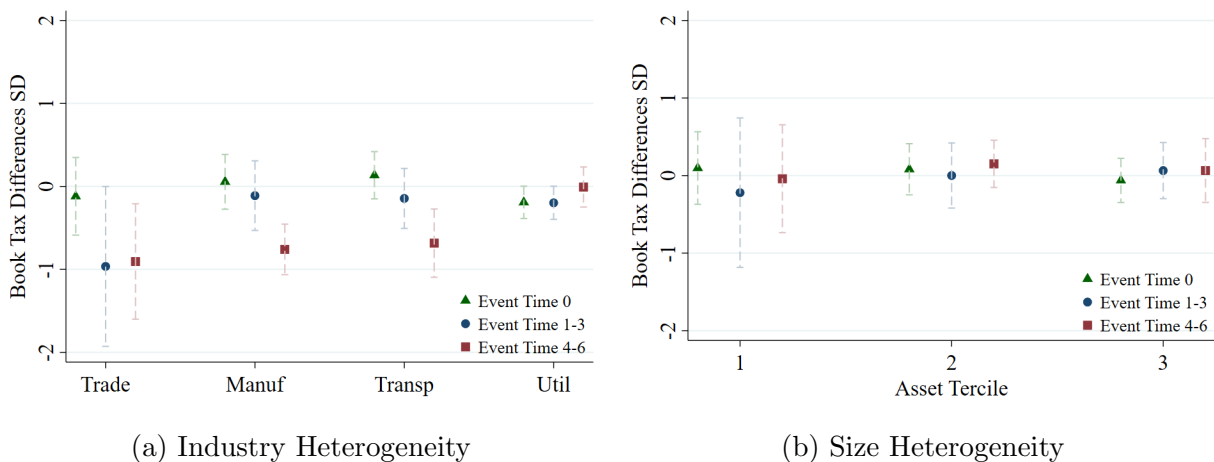 Book Tax Differences SD
2
1
0
-1
-2
Event Time 0
Event Time 1-3
Event Time 4-6
Trade Manuf Transp Util
(a) Industry Heterogeneity
Book Tax Differences SD
2
1
0
-1
-2
Event Time 0
Event Time 1-3
Event Time 4-6
1 2 3
Asset Tercile
(b) Size Heterogeneity